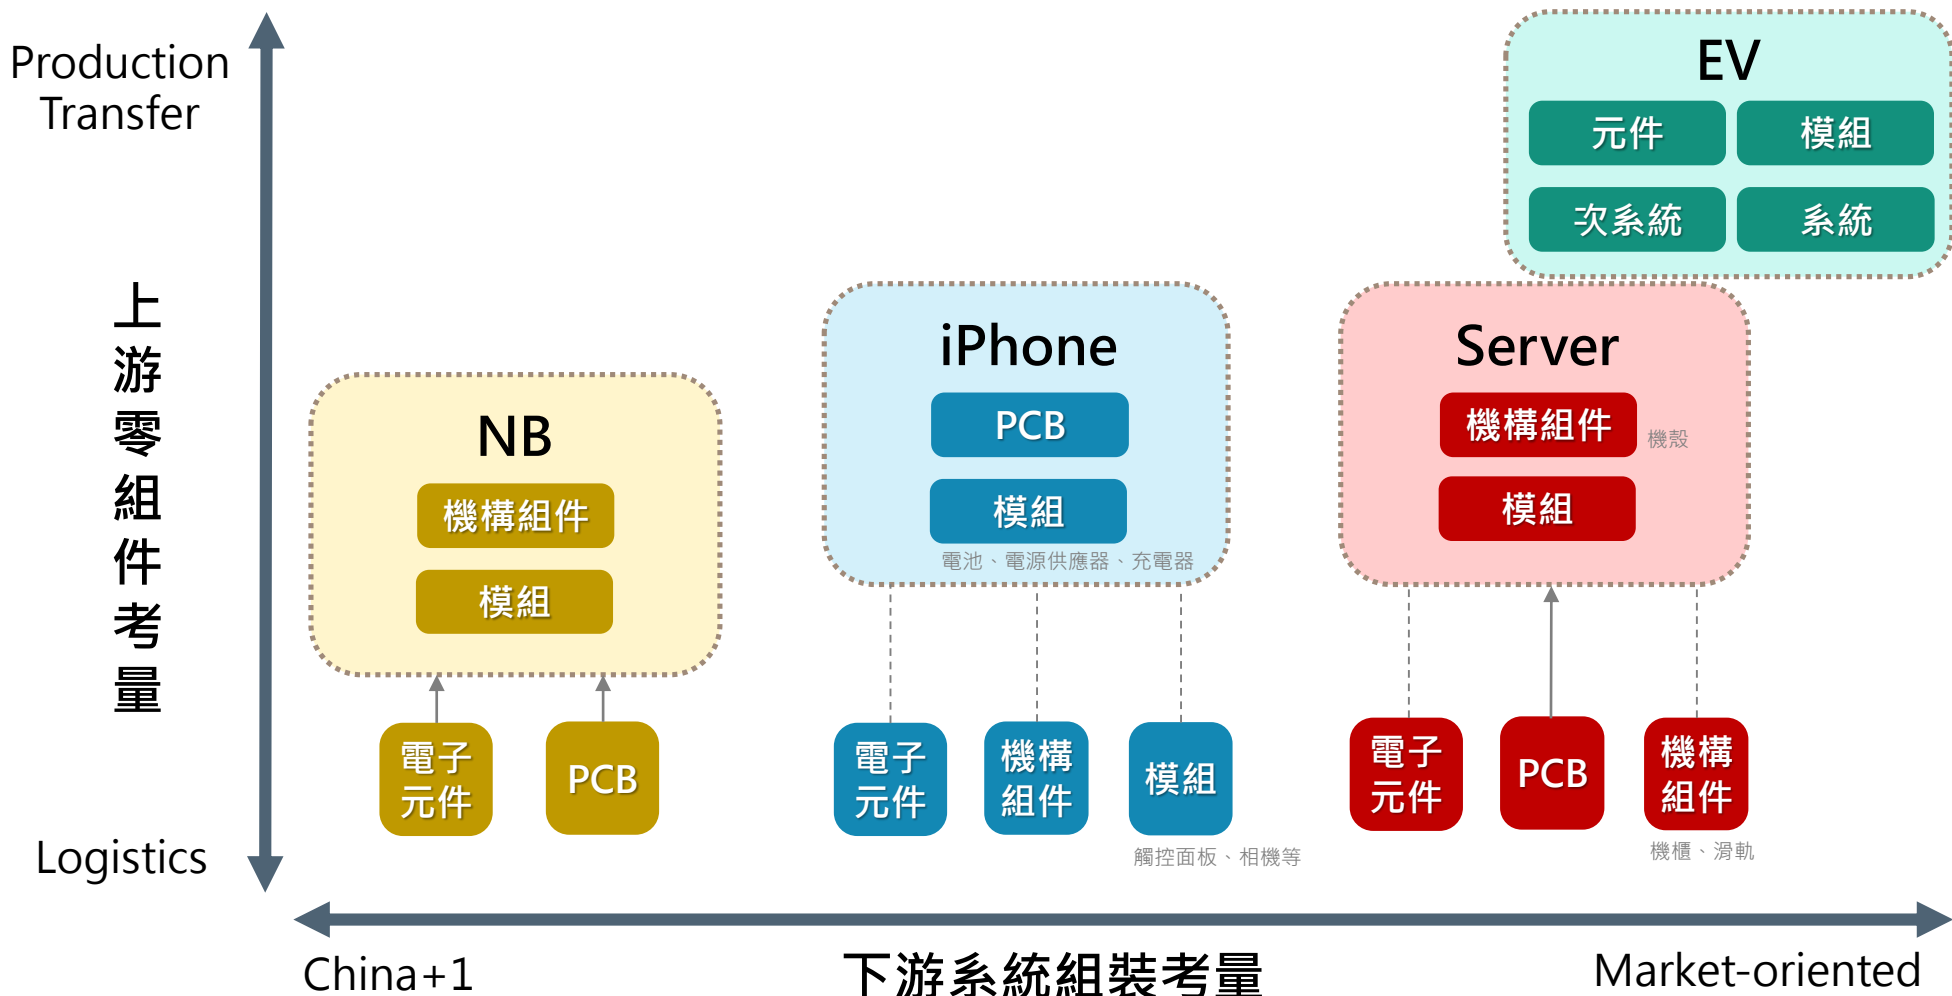 Production
Transfer
上
游
零
組
件
考
量
Logistics
China+1
下游系統組裝考量
Market-oriented
NB
機構組件
模組
電子
元件
PCB
iPhone
PCB
模組
電池、電源供應器、充電器
電子
元件
機構
組件
模組
觸控面板、相機等
Server
機構組件
機殼
模組
電子
元件
PCB
機構
組件
機櫃、滑軌
EV
元件
模組
次系統
系統